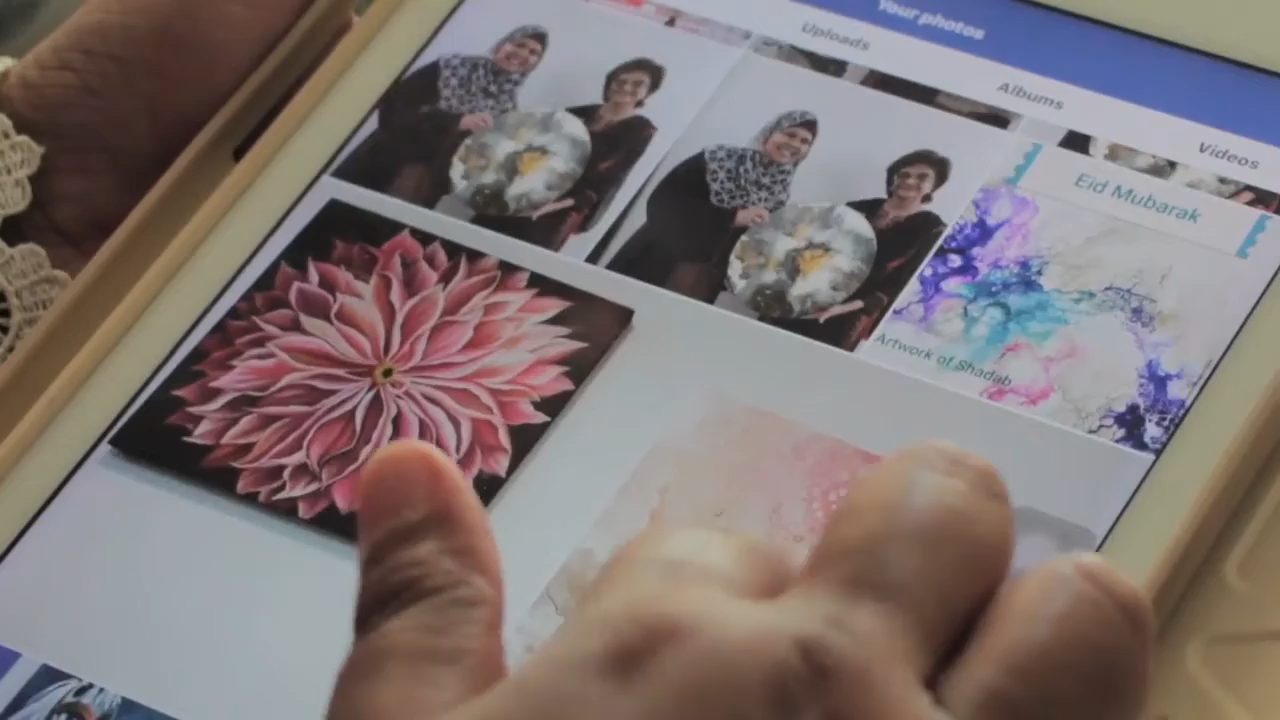 Your photos
Uploads
Albums
Videos
Eid Mubarak
Artwork of Shadab